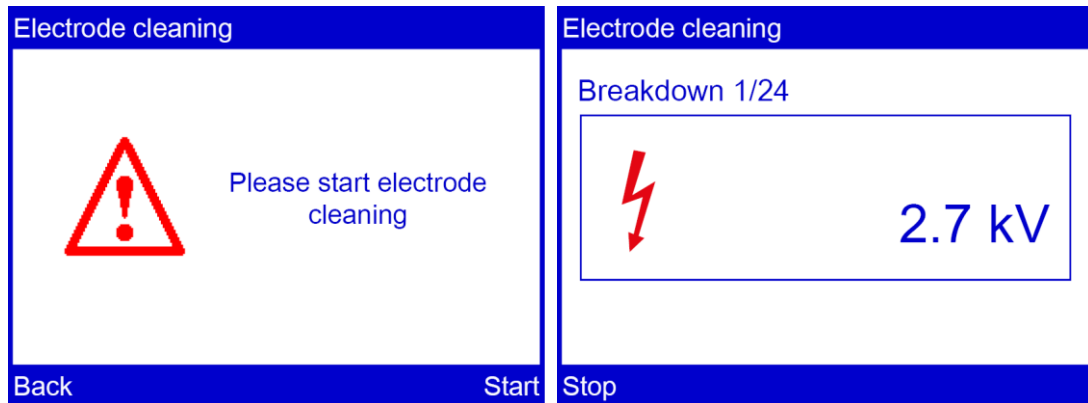 Electrode cleaning
Please start electrode
cleaning
Back
Start
Electrode cleaning
Breakdown 1/24
2.7 kV
Stop